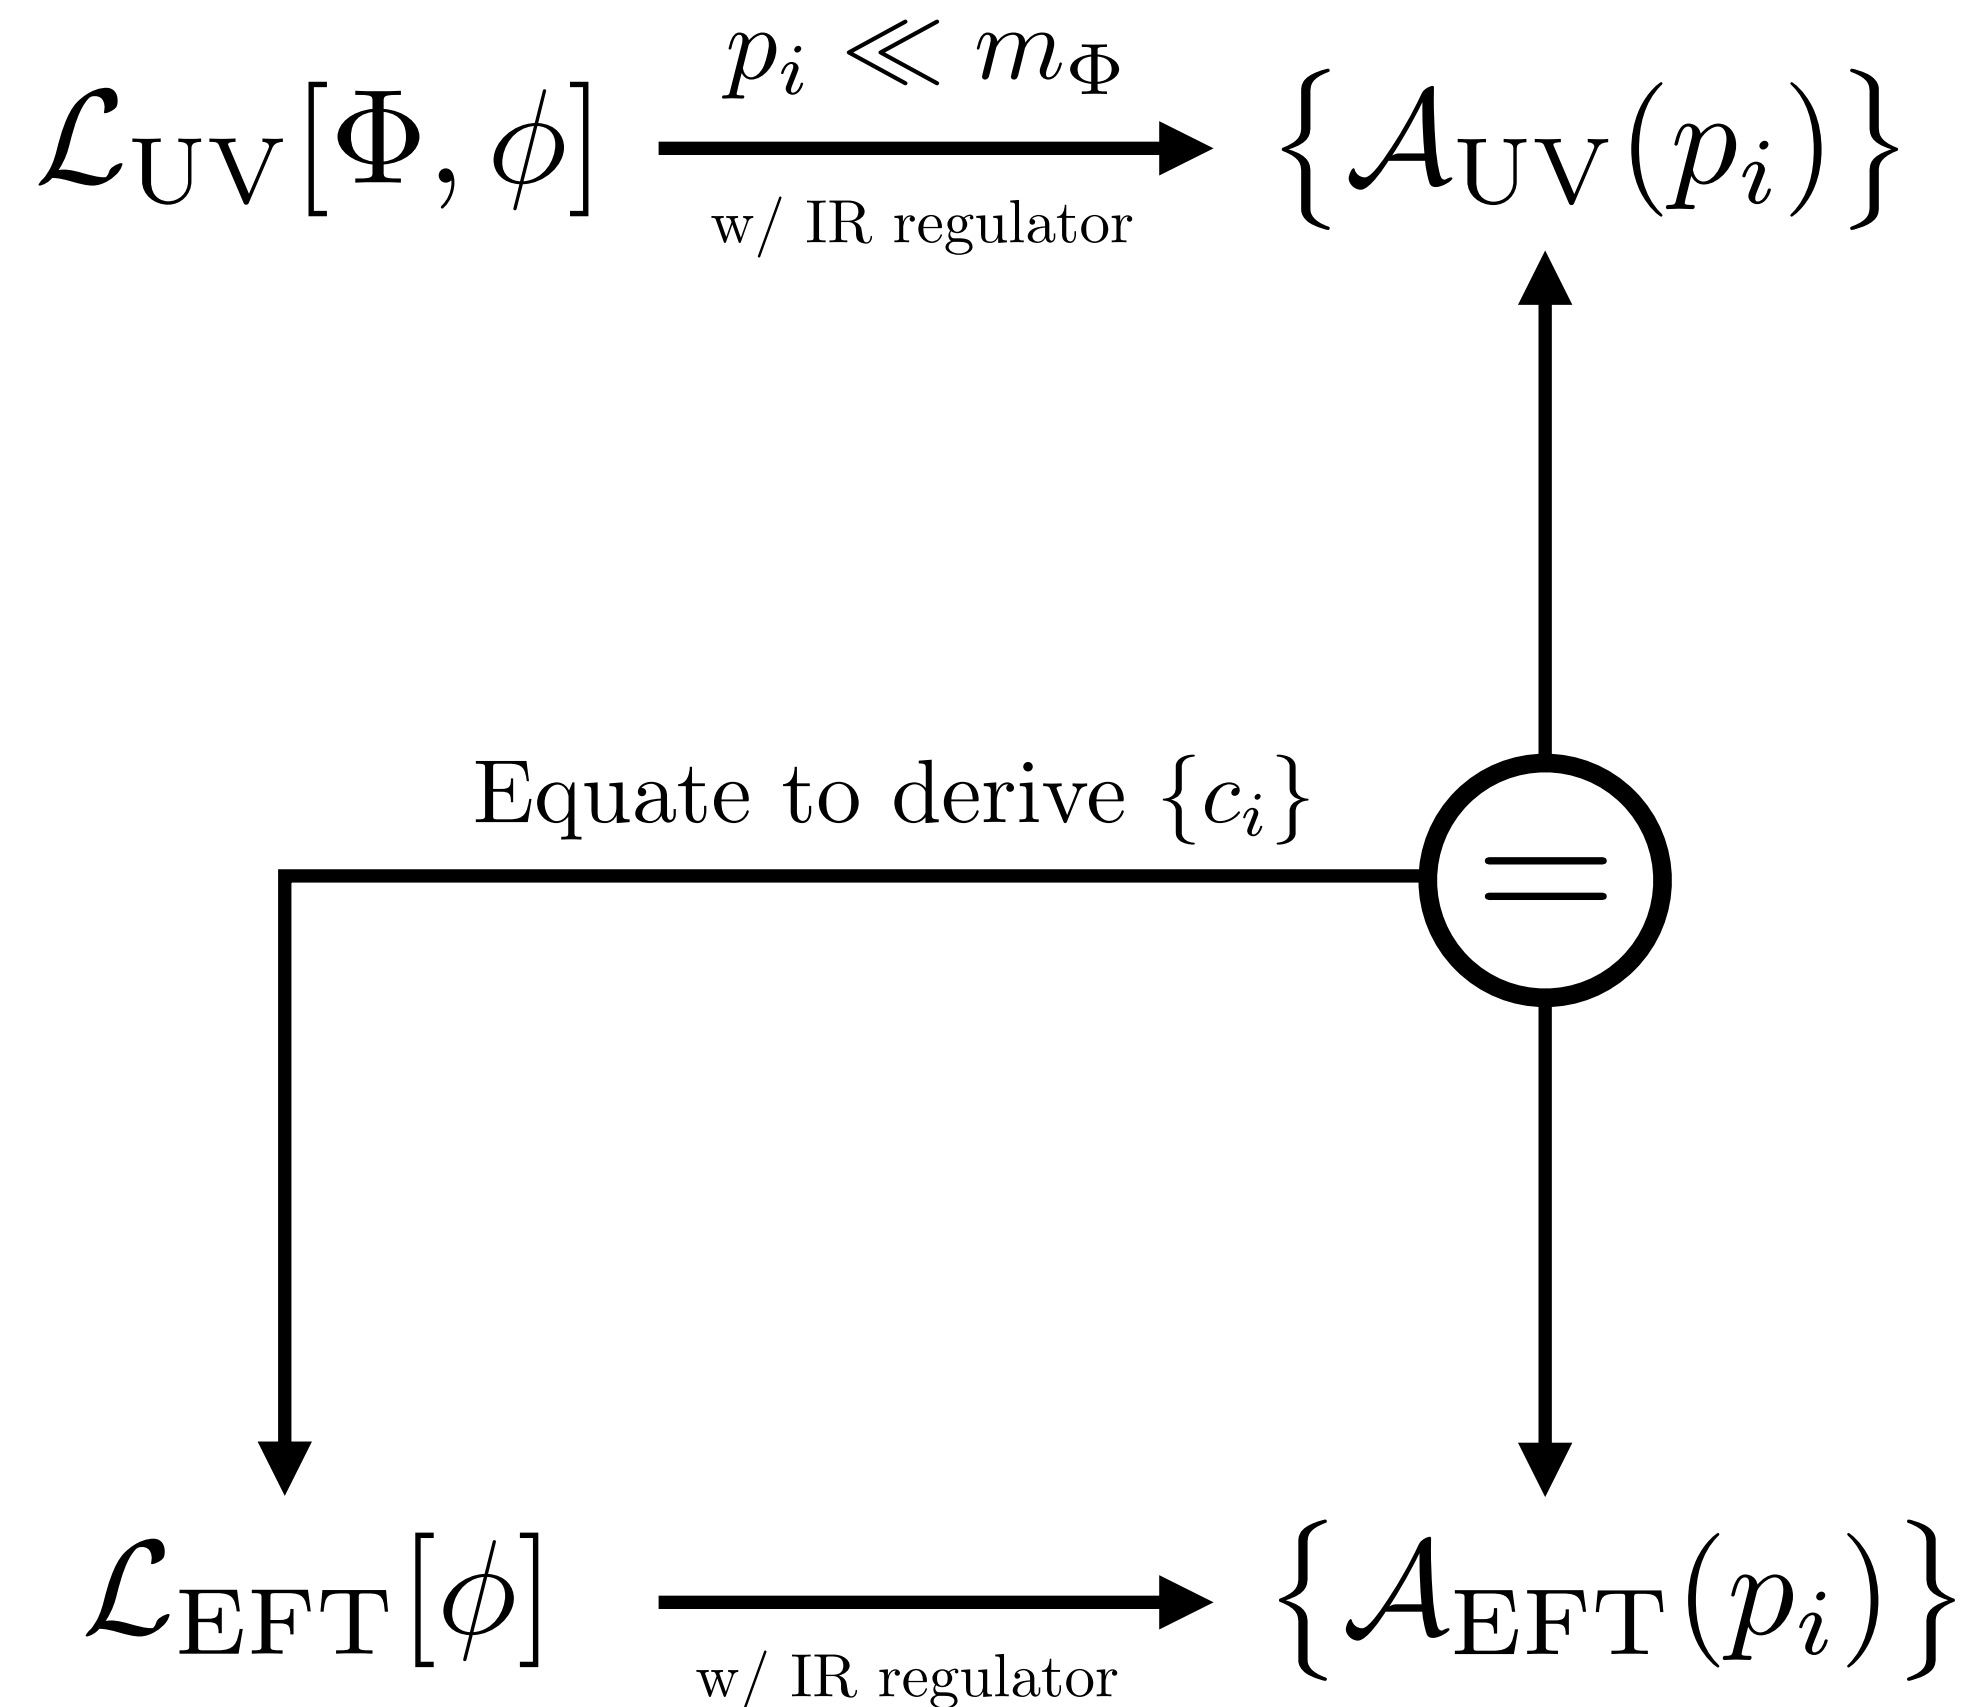 p_i ≪ m_Φ
ℒ_UV[Φ, ϕ] {𝒜_UV(p_i)}
w/ IR regulator
Equate to derive {c_i}
=
ℒ_EFT[ϕ] {𝒜_EFT(p_i)}
w/ IR regulator